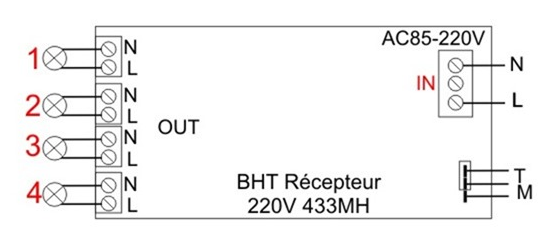 AC85-220V
1 N
L
IN
N
L
2 N
L
OUT
3 N
L
4 N
L
BHT Récepteur
220V 433MH
T
M